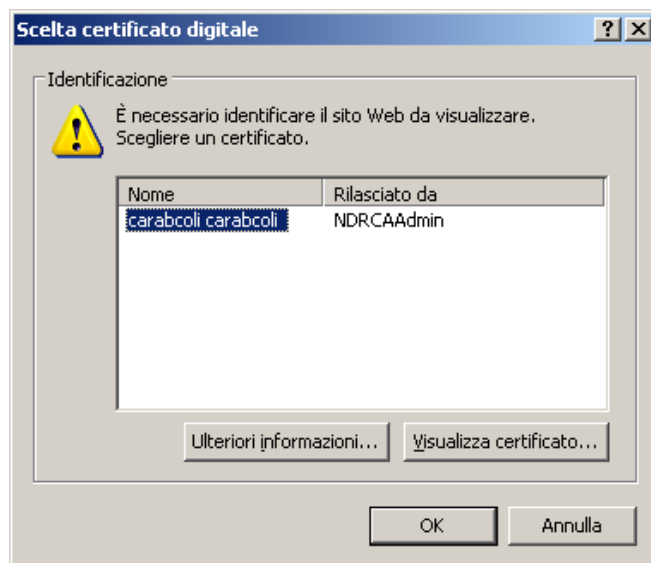 Scelta certificato digitale
Identificazione
È necessario identificare il sito Web da visualizzare.
Scegliere un certificato.
Nome Rilasciato da
carabcoli carabcoli NDRCAAdmin
Ulteriori informazioni... Visualizza certificato...
OK Annulla